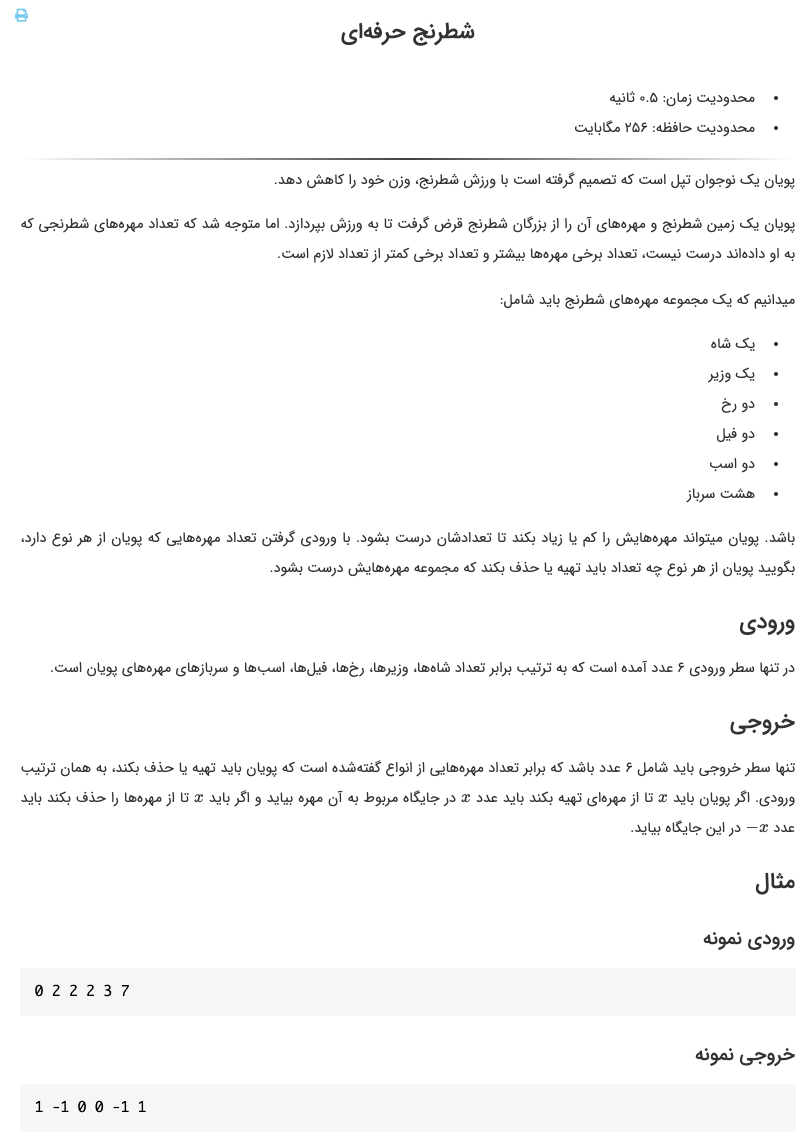 شطرنج حرفه‌ای
• محدودیت زمان: ۰.۵ ثانیه
• محدودیت حافظه: ۲۵۶ مگابایت
پویان یک نوجوان تپل است که تصمیم گرفته است با ورزش شطرنج، وزن خود را کاهش دهد.
پویان یک زمین شطرنج و مهره‌های آن را از بزرگان شطرنج قرض گرفت تا به ورزش بپردازد. اما متوجه شد که تعداد مهره‌های شطرنجی که
به او داده‌اند درست نیست، تعداد برخی مهره‌ها بیشتر و تعداد برخی کمتر از تعداد لازم است.
میدانیم که یک مجموعه مهره‌های شطرنج باید شامل:
• یک شاه
• یک وزیر
• دو رخ
• دو فیل
• دو اسب
• هشت سرباز
باشد. پویان میتواند مهره‌هایش را کم یا زیاد بکند تا تعدادشان درست بشود. با ورودی گرفتن تعداد مهره‌هایی که پویان از هر نوع دارد،
بگویید پویان از هر نوع چه تعداد باید تهیه یا حذف بکند که مجموعه مهره‌هایش درست بشود.
ورودی
در تنها سطر ورودی ۶ عدد آمده است که به ترتیب برابر تعداد شاه‌ها، وزیرها، رخ‌ها، فیل‌ها، اسب‌ها و سربازهای مهره‌های پویان است.
خروجی
تنها سطر خروجی باید شامل ۶ عدد باشد که برابر تعداد مهره‌هایی از انواع گفته‌شده است که پویان باید تهیه یا حذف بکند، به همان ترتیب
ورودی. اگر پویان باید x تا از مهره‌ای تهیه بکند باید عدد x در جایگاه مربوط به آن مهره بیاید و اگر باید x تا از مهره‌ها را حذف بکند باید
عدد −x در این جایگاه بیاید.
مثال
ورودی نمونه
0 2 2 2 3 7
خروجی نمونه
1 -1 0 0 -1 1